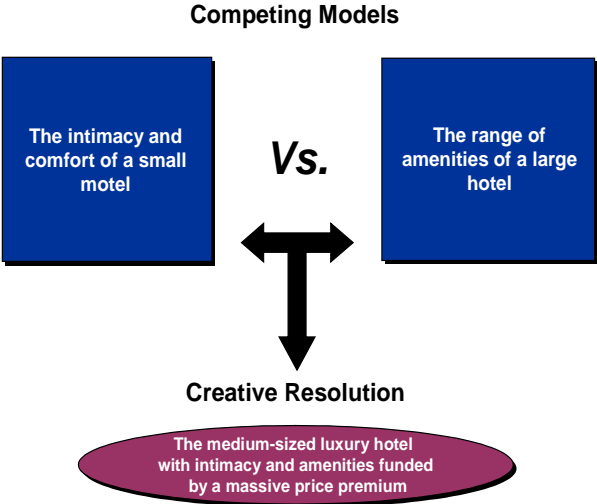 Competing Models
The intimacy and
comfort of a small
motel
Vs.
The range of
amenities of a large
hotel
Creative Resolution
The medium-sized luxury hotel
with intimacy and amenities funded
by a massive price premium